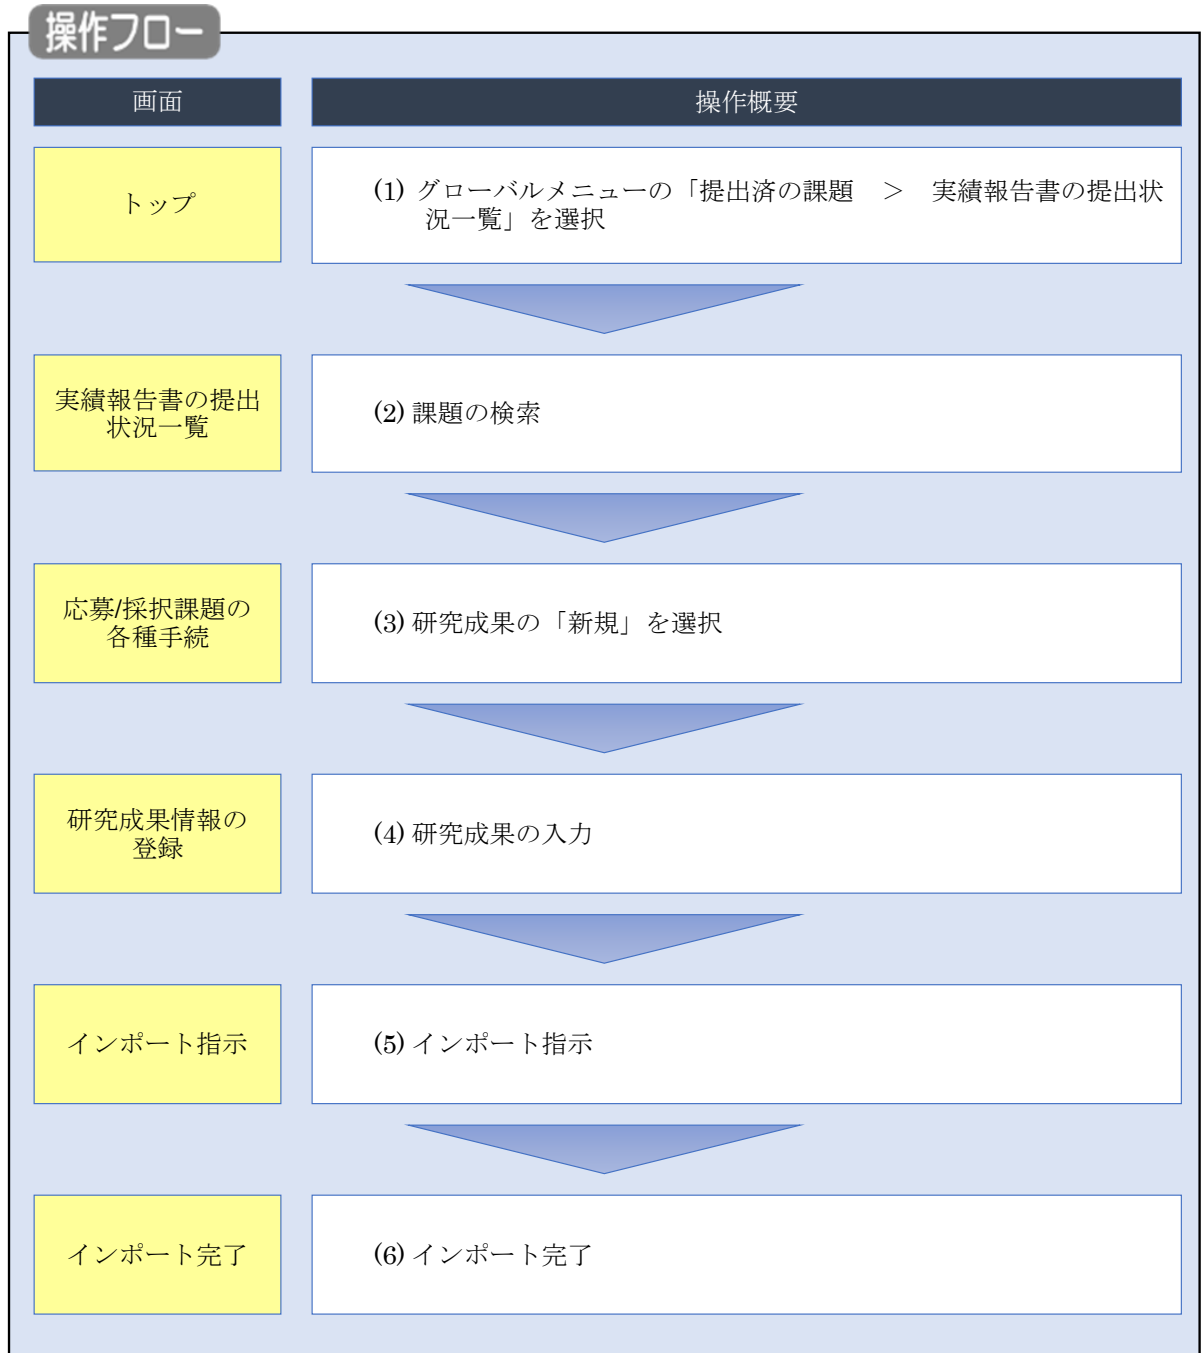 操作フロー
画面
操作概要
トップ
(1) グローバルメニューの「提出済の課題　＞　実績報告書の提出状
況一覧」を選択
実績報告書の提出
状況一覧
(2) 課題の検索
応募/採択課題の
各種手続
(3) 研究成果の「新規」を選択
研究成果情報の
登録
(4) 研究成果の入力
インポート指示
(5) インポート指示
インポート完了
(6) インポート完了